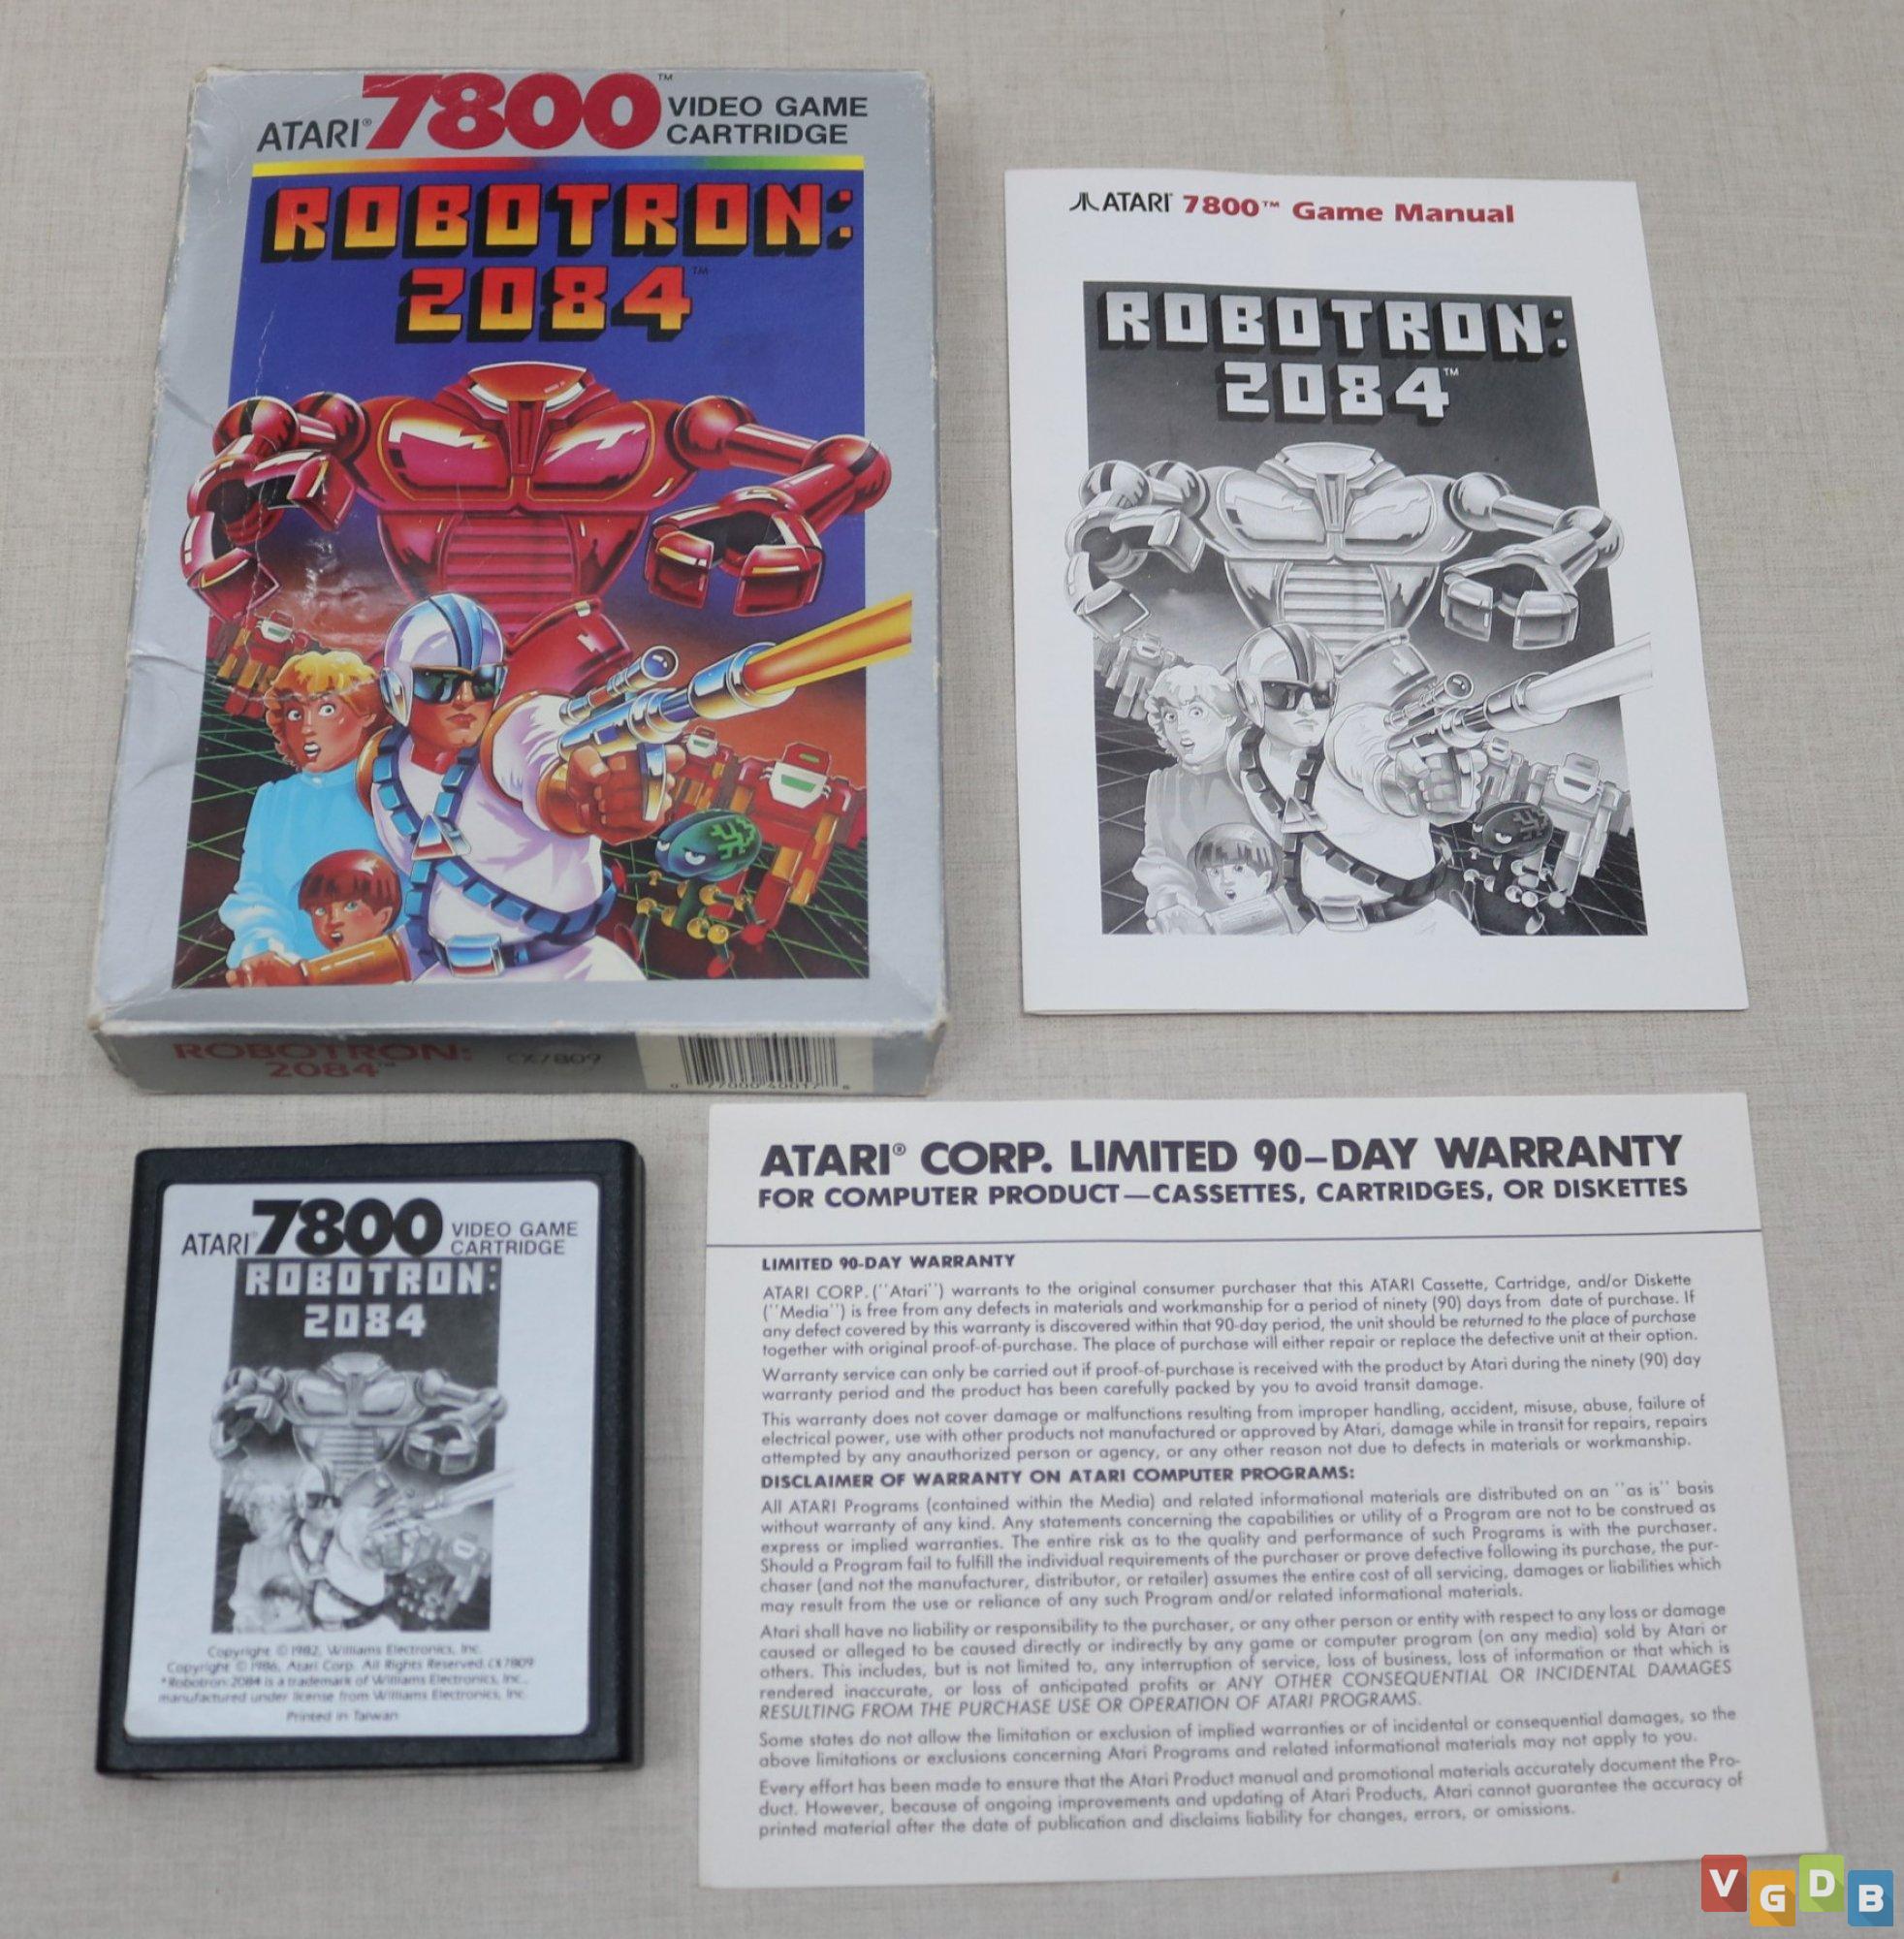 ATARI® 7800™ VIDEO GAME
CARTRIDGE
ROBOTRON:
2084™
ROBOTRON:
2084™
CX7809
ATARI® 7800™ Game Manual
ROBOTRON:
2084™
ATARI® 7800 VIDEO GAME
CARTRIDGE
ROBOTRON:
2084
Copyright © 1982, Williams Electronics, Inc.
Copyright © 1986, Atari Corp. All Rights Reserved. CX7809
*Robotron: 2084 is a trademark of Williams Electronics, Inc.,
manufactured under license from Williams Electronics, Inc.
Printed in Taiwan
ATARI® CORP. LIMITED 90–DAY WARRANTY
FOR COMPUTER PRODUCT—CASSETTES, CARTRIDGES, OR DISKETTES
LIMITED 90-DAY WARRANTY
ATARI CORP. (''Atari'') warrants to the original consumer purchaser that this ATARI Cassette, Cartridge, and/or Diskette
(''Media'') is free from any defects in materials and workmanship for a period of ninety (90) days from date of purchase. If
any defect covered by this warranty is discovered within that 90-day period, the unit should be returned to the place of purchase
together with original proof-of-purchase. The place of purchase will either repair or replace the defective unit at their option.
Warranty service can only be carried out if proof-of-purchase is received with the product by Atari during the ninety (90) day
warranty period and the product has been carefully packed by you to avoid transit damage.
This warranty does not cover damage or malfunctions resulting from improper handling, accident, misuse, abuse, failure of
electrical power, use with other products not manufactured or approved by Atari, damage while in transit for repairs, repairs
attempted by any unauthorized person or agency, or any other reason not due to defects in materials or workmanship.
DISCLAIMER OF WARRANTY ON ATARI COMPUTER PROGRAMS:
All ATARI Programs (contained within the Media) and related informational materials are distributed on an ''as is'' basis
without warranty of any kind. Any statements concerning the capabilities or utility of a Program are not to be construed as
express or implied warranties. The entire risk as to the quality and performance of such Programs is with the purchaser.
Should a Program fail to fulfill the individual requirements of the purchaser or prove defective following its purchase, the pur-
chaser (and not the manufacturer, distributor, or retailer) assumes the entire cost of all servicing, damages or liabilities which
may result from the use or reliance of any such Program and/or related informational materials.
Atari shall have no liability or responsibility to the purchaser, or any other person or entity with respect to any loss or damage
caused or alleged to be caused directly or indirectly by any game or computer program (on any media) sold by Atari or
others. This includes, but is not limited to, any interruption of service, loss of business, loss of information or that which is
rendered inaccurate, or loss of anticipated profits or ANY OTHER CONSEQUENTIAL OR INCIDENTAL DAMAGES
RESULTING FROM THE PURCHASE USE OR OPERATION OF ATARI PROGRAMS.
Some states do not allow the limitation or exclusion of implied warranties or of incidental or consequential damages, so the
above limitations or exclusions concerning Atari Programs and related informational materials may not apply to you.
Every effort has been made to ensure that the Atari Product manual and promotional materials accurately document the Pro-
duct. However, because of ongoing improvements and updating of Atari Products, Atari cannot guarantee the accuracy of
printed material after the date of publication and disclaims liability for changes, errors, or omissions.
VGDB